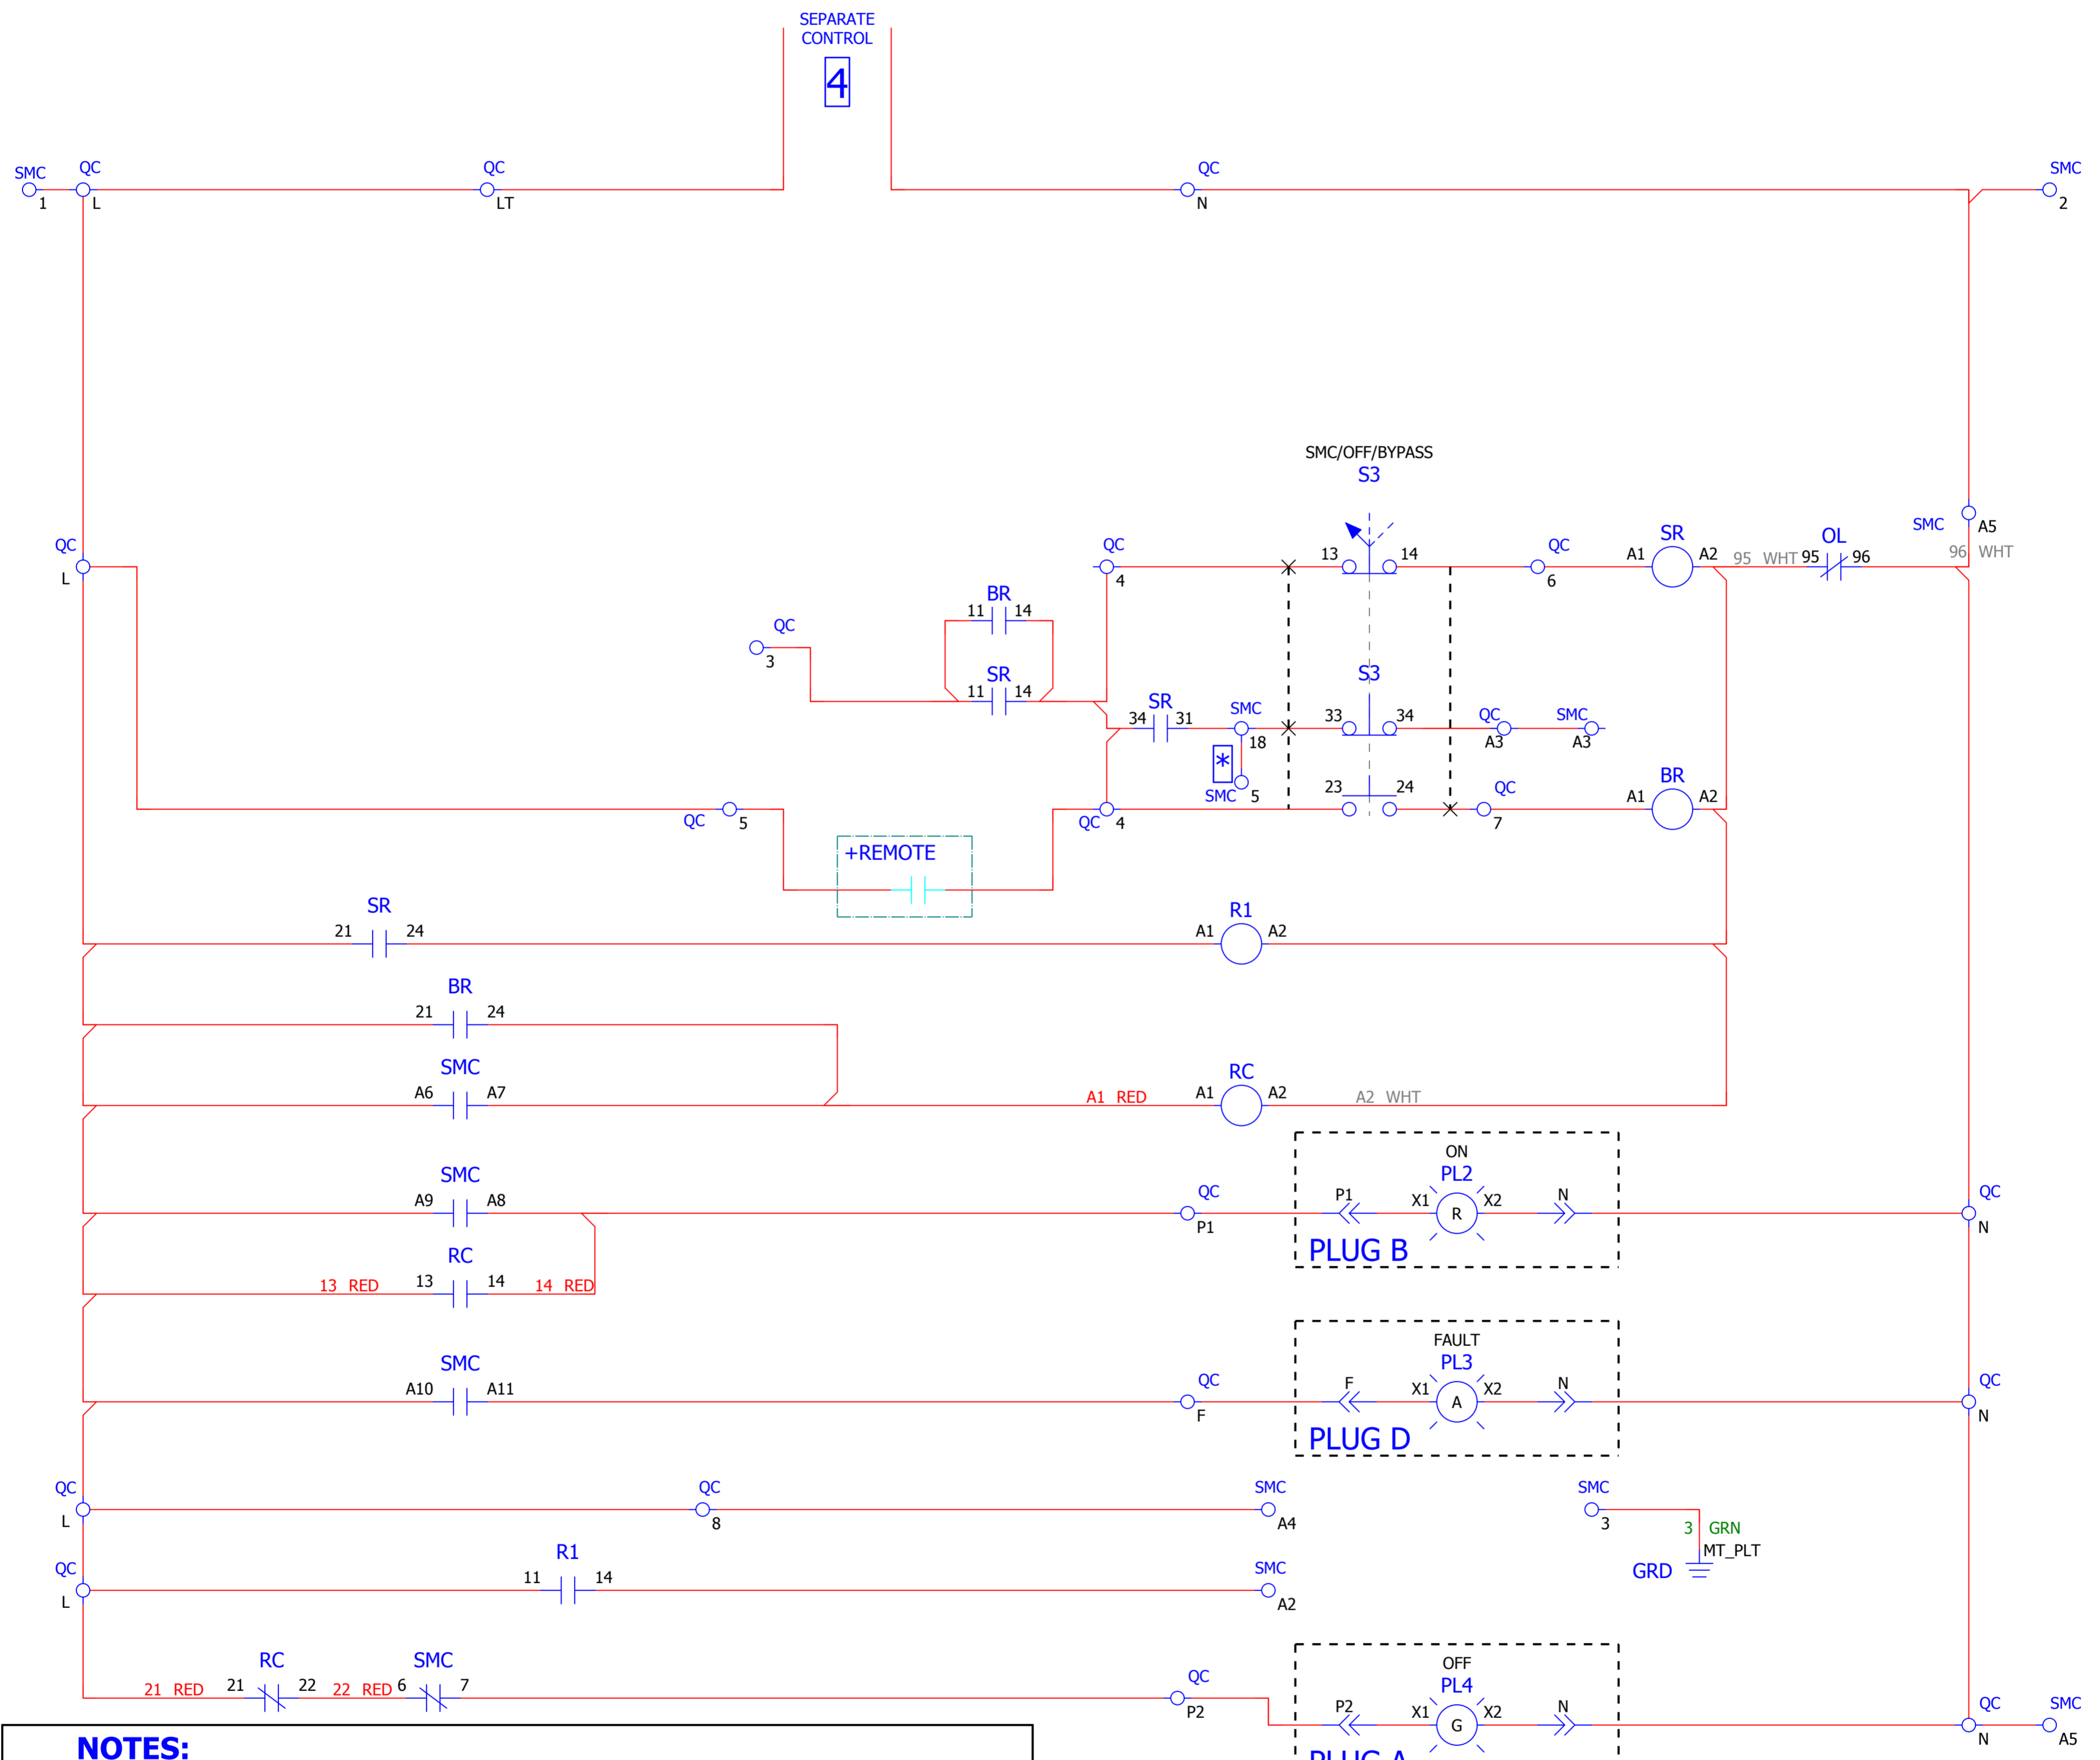 SEPARATE
CONTROL
4
SMC
1
QC
L
QC
LT
QC
N
SMC
2
SMC/OFF/BYPASS
S3
QC
L
QC
4
13 14
QC
6
SR
A1 A2
95 WHT
OL
95 96
SMC
A5
96 WHT
BR
11 14
QC
3
SR
11 14
SR
34 31
SMC
18
*
SMC 5
S3
33 34
QC
A3
SMC
A3
QC 5
QC 4
23 24
QC
7
BR
A1 A2
+REMOTE
SR
21 24
R1
A1 A2
BR
21 24
SMC
A6 A7
A1 RED
RC
A1 A2
A2 WHT
SMC
A9 A8
QC
P1
ON
PL2
P1 X1 R X2 N
PLUG B
QC
N
RC
13 RED 13 14 14 RED
SMC
A10 A11
QC
F
FAULT
PL3
F X1 A X2 N
PLUG D
QC
N
QC
L
QC
8
SMC
A4
SMC
3
3 GRN
MT_PLT
GRD
QC
L
R1
11 14
SMC
A2
RC
21 RED 21 22
SMC
22 RED 6 7
QC
P2
OFF
PL4
P2 X1 G X2 N
PLUG A
QC
N
SMC
A5
NOTES: